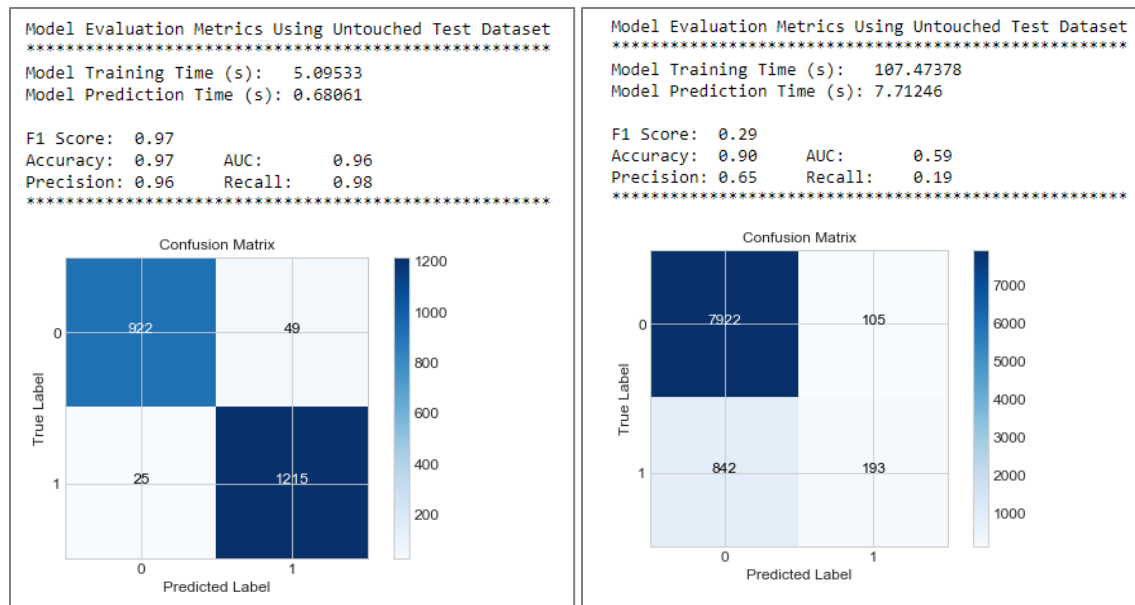 Model Evaluation Metrics Using Untouched Test Dataset
*****************************************************
Model Training Time (s): 5.09533
Model Prediction Time (s): 0.68061
F1 Score: 0.97
Accuracy: 0.97 AUC: 0.96
Precision: 0.96 Recall: 0.98
*****************************************************
Confusion Matrix
1200
1000
800
600
400
200
True Label
0
922
49
1
25
1215
0
1
Predicted Label
Model Evaluation Metrics Using Untouched Test Dataset
*****************************************************
Model Training Time (s): 107.47378
Model Prediction Time (s): 7.71246
F1 Score: 0.29
Accuracy: 0.90 AUC: 0.59
Precision: 0.65 Recall: 0.19
*****************************************************
Confusion Matrix
7000
6000
5000
4000
3000
2000
1000
True Label
0
7922
105
1
842
193
0
1
Predicted Label